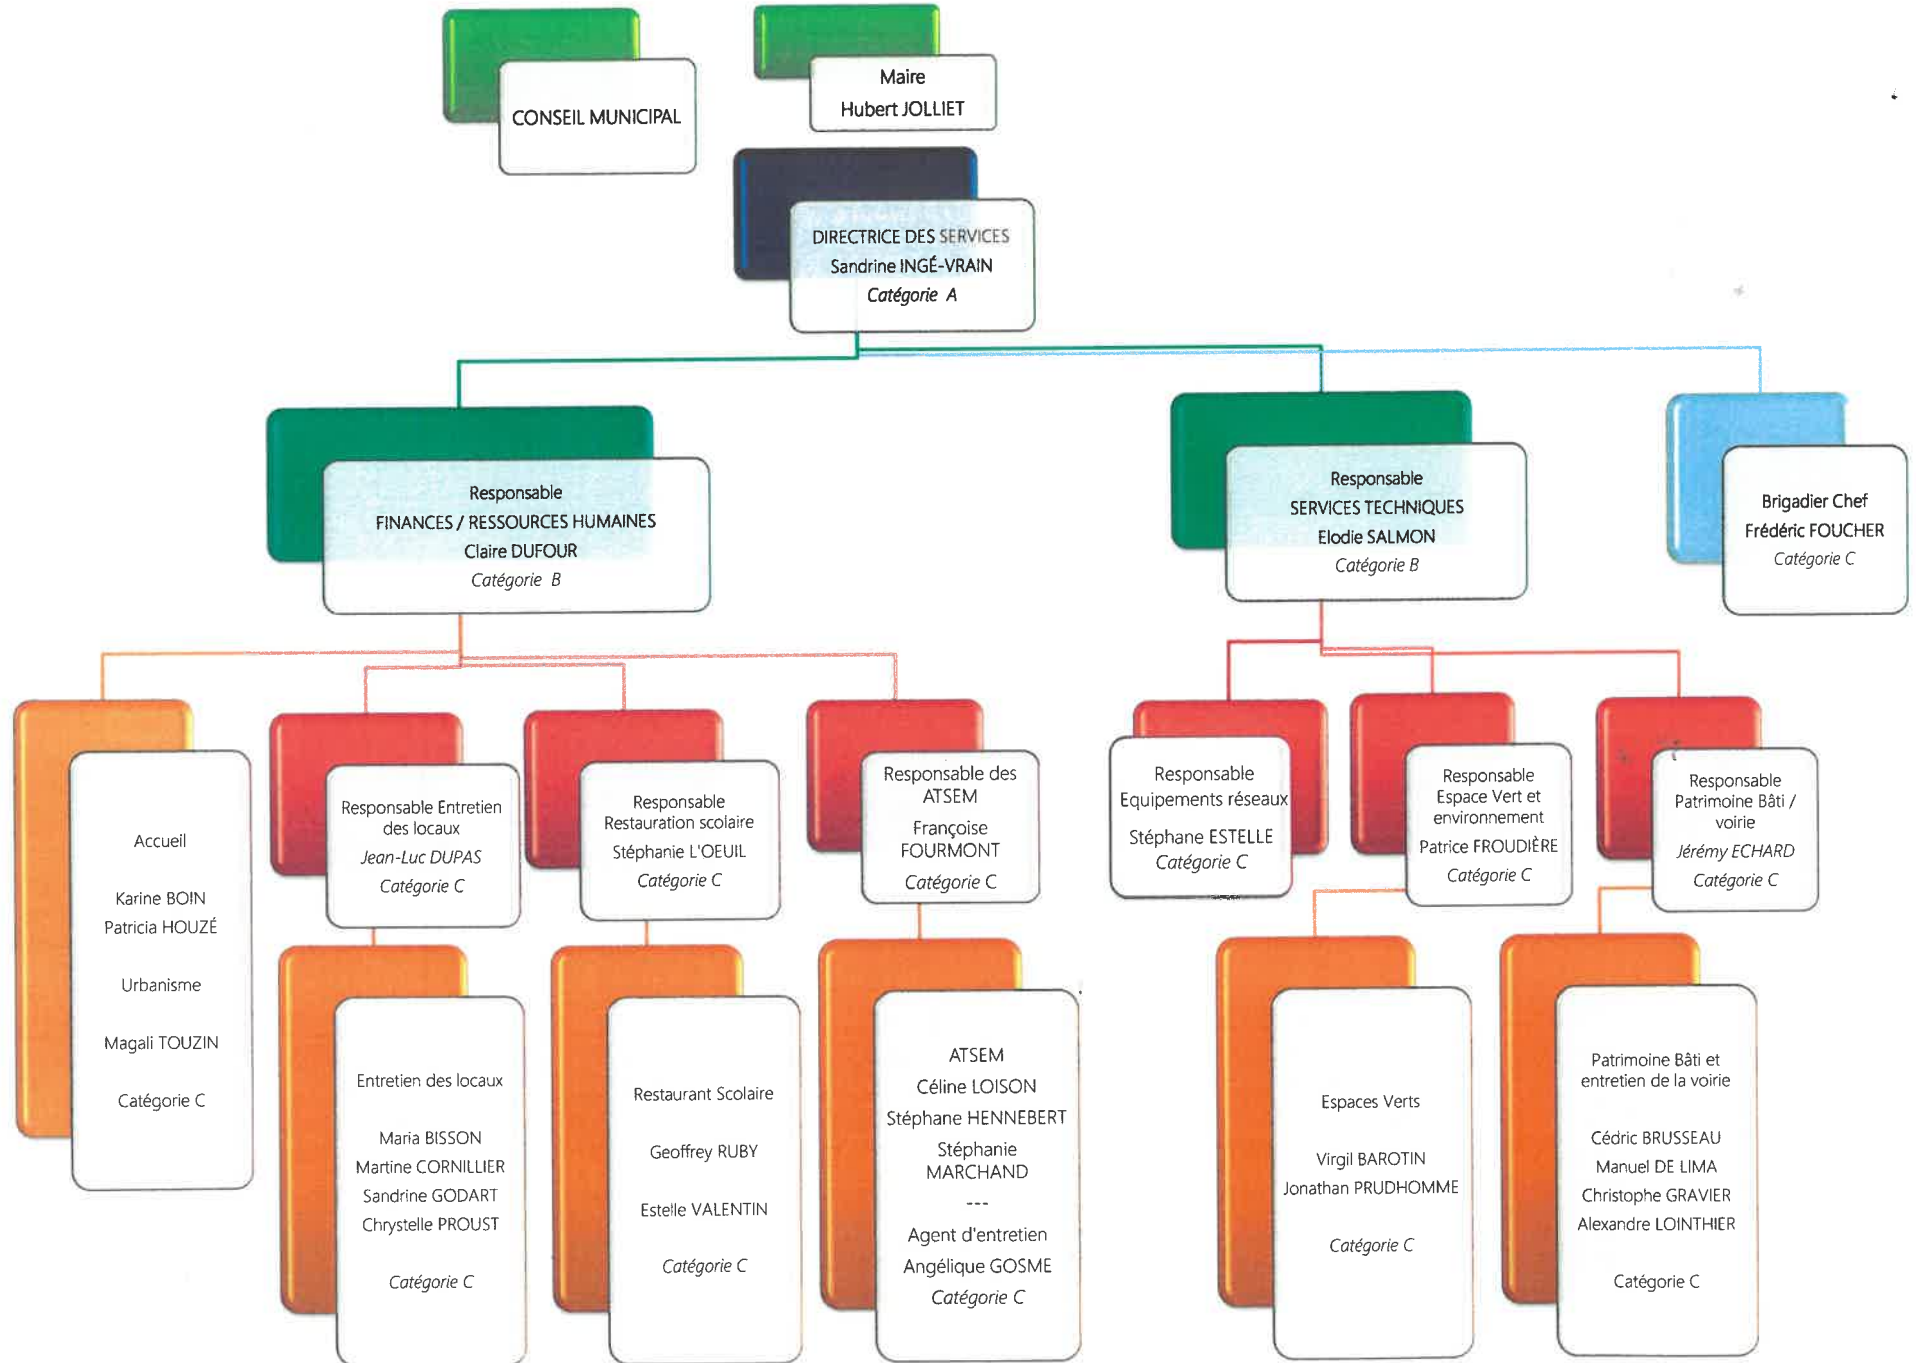 CONSEIL MUNICIPAL
Maire
Hubert JOLLIET
DIRECTRICE DES SERVICES
Sandrine INGÉ-VRAIN
Catégorie A
Responsable
FINANCES / RESSOURCES HUMAINES
Claire DUFOUR
Catégorie B
Responsable
SERVICES TECHNIQUES
Elodie SALMON
Catégorie B
Brigadier Chef
Frédéric FOUCHER
Catégorie C
Accueil
Karine BOIN
Patricia HOUZÉ
Urbanisme
Magali TOUZIN
Catégorie C
Responsable Entretien
des locaux
Jean-Luc DUPAS
Catégorie C
Responsable
Restauration scolaire
Stéphanie L'OEUIL
Catégorie C
Responsable des
ATSEM
Françoise
FOURMONT
Catégorie C
Responsable
Equipements réseaux
Stéphane ESTELLE
Catégorie C
Responsable
Espace Vert et
environnement
Patrice FROUDIÈRE
Catégorie C
Responsable
Patrimoine Bâti /
voirie
Jérémy ECHARD
Catégorie C
Entretien des locaux
Maria BISSON
Martine CORNILLIER
Sandrine GODART
Chrystelle PROUST
Catégorie C
Restaurant Scolaire
Geoffrey RUBY
Estelle VALENTIN
Catégorie C
ATSEM
Céline LOISON
Stéphane HENNEBERT
Stéphanie
MARCHAND
---
Agent d'entretien
Angélique GOSME
Catégorie C
Espaces Verts
Virgil BAROTIN
Jonathan PRUDHOMME
Catégorie C
Patrimoine Bâti et
entretien de la voirie
Cédric BRUSSEAU
Manuel DE LIMA
Christophe GRAVIER
Alexandre LOINTHIER
Catégorie C